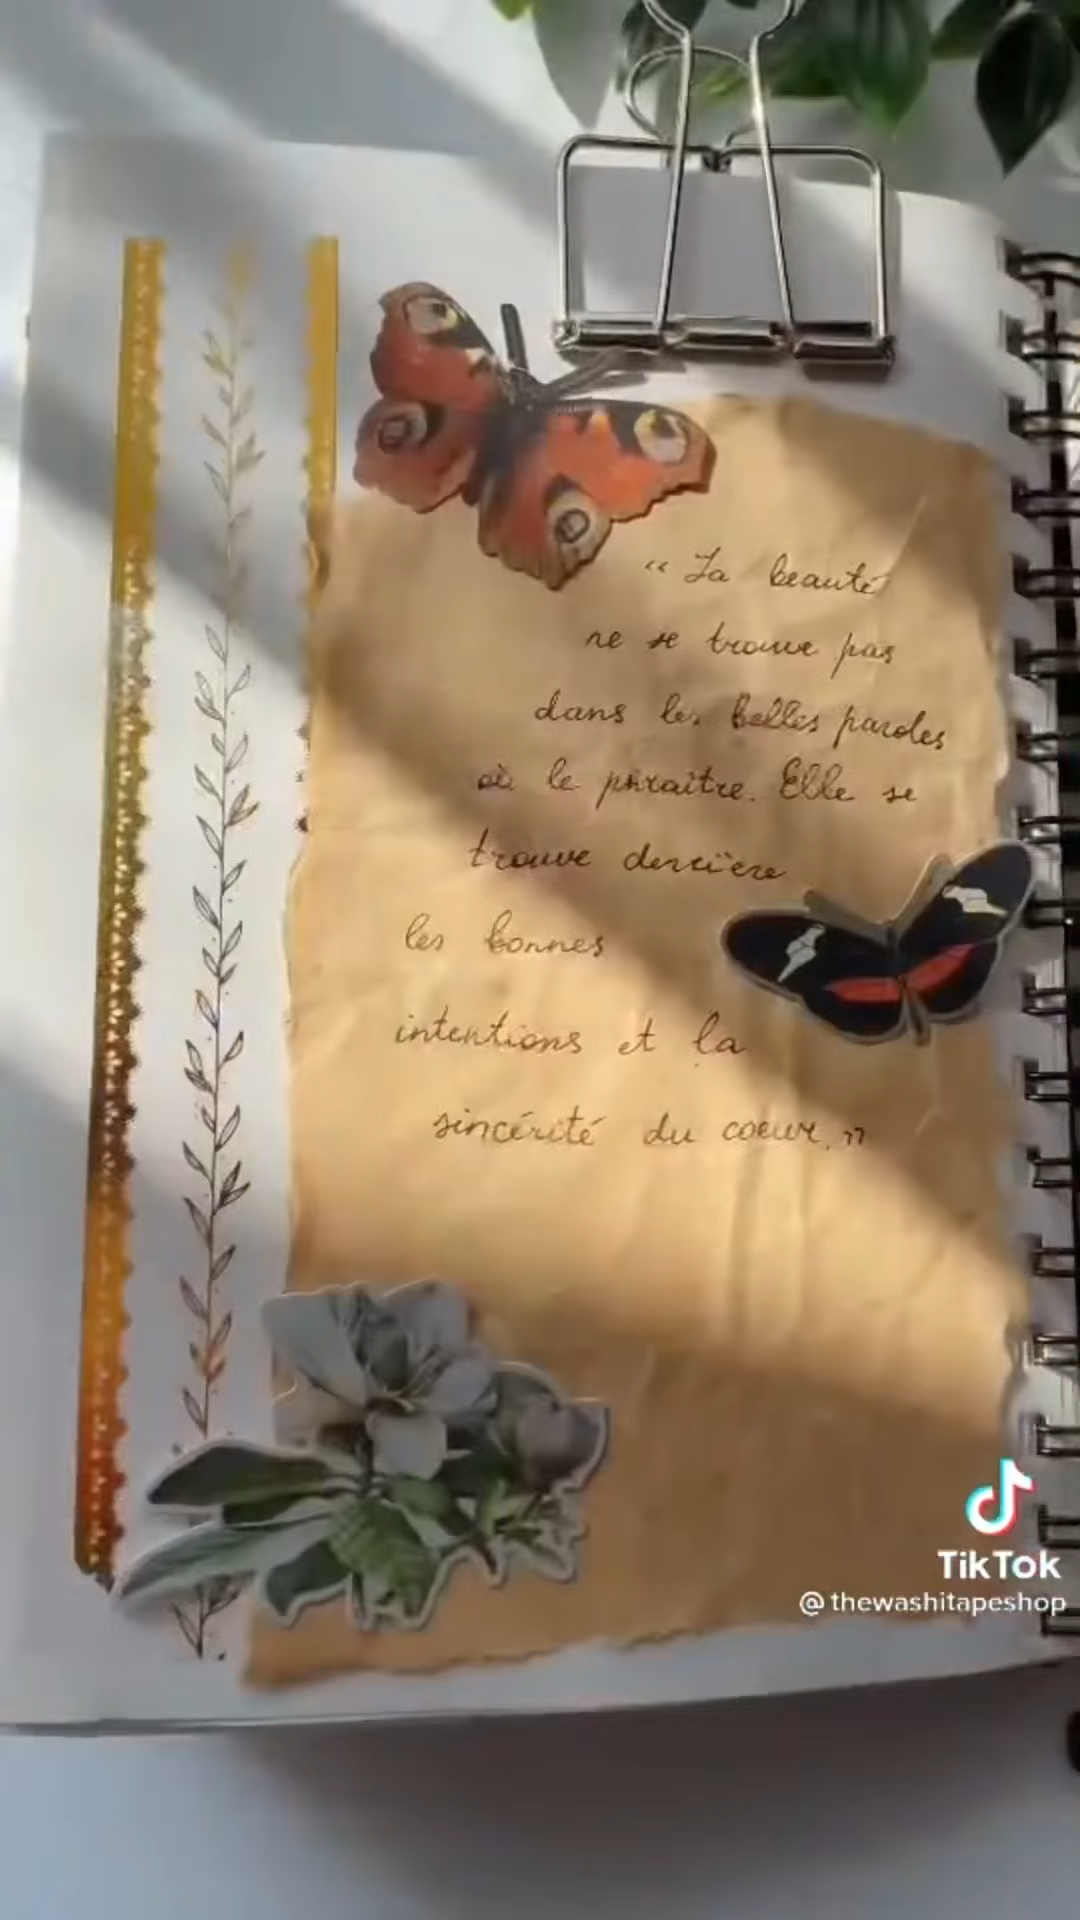 “ La beauté
ne se trouve pas
dans les belles paroles
où le paraître. Elle se
trouve derrière
les bonnes
intentions et la
sincérité du coeur. ”
TikTok
@thewashitapeshop